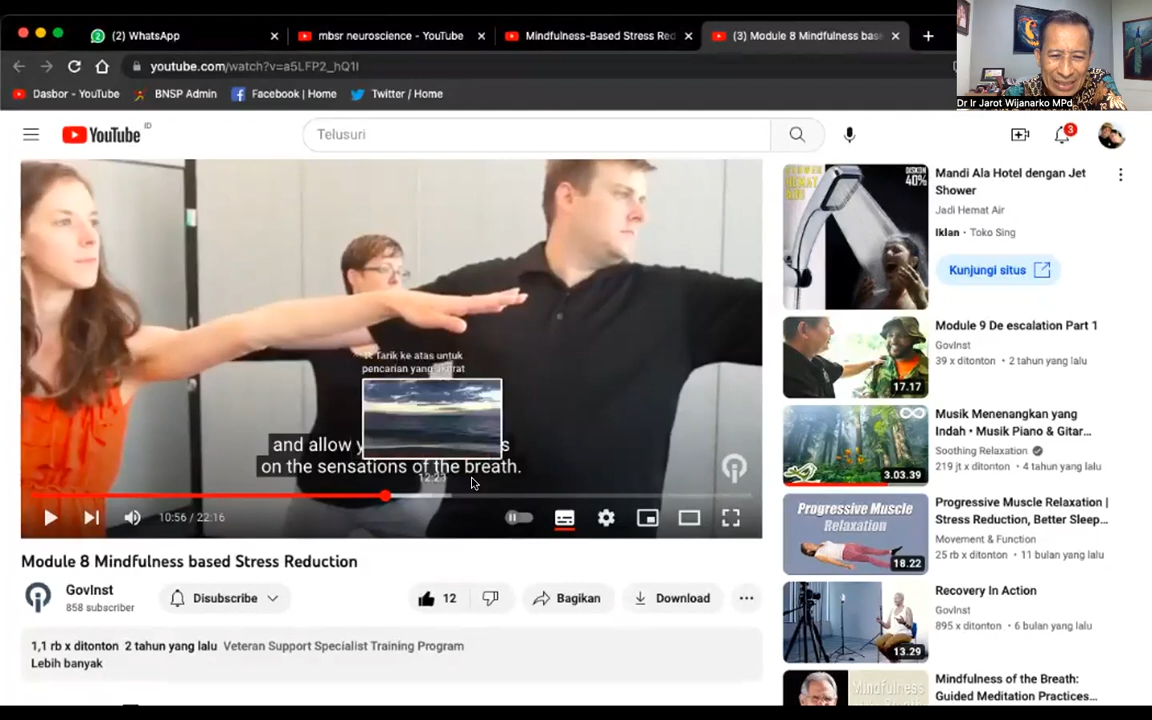 (2) WhatsApp
mbsr neuroscience - YouTube
Mindfulness-Based Stress Red
(3) Module 8 Mindfulness base
youtube.com/watch?v=a5LFP2_hQ1I
Dasbor - YouTube
BNSP Admin
Facebook | Home
Twitter / Home
Dr Ir Jarot Wijanarko MPd.
YouTube ID
Telusuri
3
Tarik ke atas untuk
pencarian yang akurat
and allow
on the sensations of the breath.
12:23
10:56 / 22:16
Module 8 Mindfulness based Stress Reduction
GovInst
858 subscriber
Disubscribe
12
Bagikan
Download
1,1 rb x ditonton 2 tahun yang lalu Veteran Support Specialist Training Program
Lebih banyak
DISKON
40%
SHOWER
HEMAT
AIR
Mandi Ala Hotel dengan Jet
Shower
Jadi Hemat Air
Iklan • Toko Sing
Kunjungi situs
17.17
Module 9 De escalation Part 1
GovInst
39 x ditonton • 2 tahun yang lalu
3.03.39
Musik Menenangkan yang
Indah • Musik Piano & Gitar...
Soothing Relaxation
219 jt x ditonton • 4 tahun yang lalu
PROGRESSIVE MUSCLE
RELAXATION
18.22
Progressive Muscle Relaxation |
Stress Reduction, Better Sleep...
Movement & Function
25 rb x ditonton • 11 bulan yang lalu
13.29
Recovery In Action
GovInst
895 x ditonton • 6 bulan yang lalu
Mindfulness
Mindfulness of the Breath:
Guided Meditation Practices...